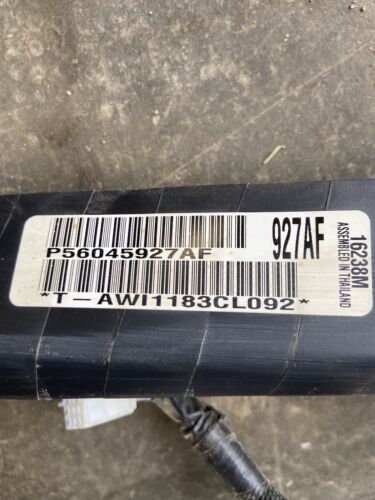 P56045927AF
927AF
*T-AWI1183CL092*
16238M
ASSEMBLED IN THAILAND